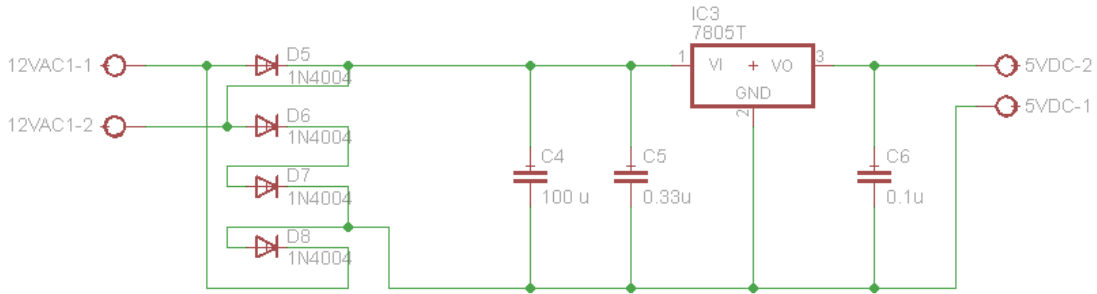 IC3
7805T
12VAC1-1
D5
1N4004
1
VI
+
VO
3
5VDC-2
GND
2
5VDC-1
12VAC1-2
D6
1N4004
D7
1N4004
C4
100 u
C5
0.33u
C6
0.1u
D8
1N4004